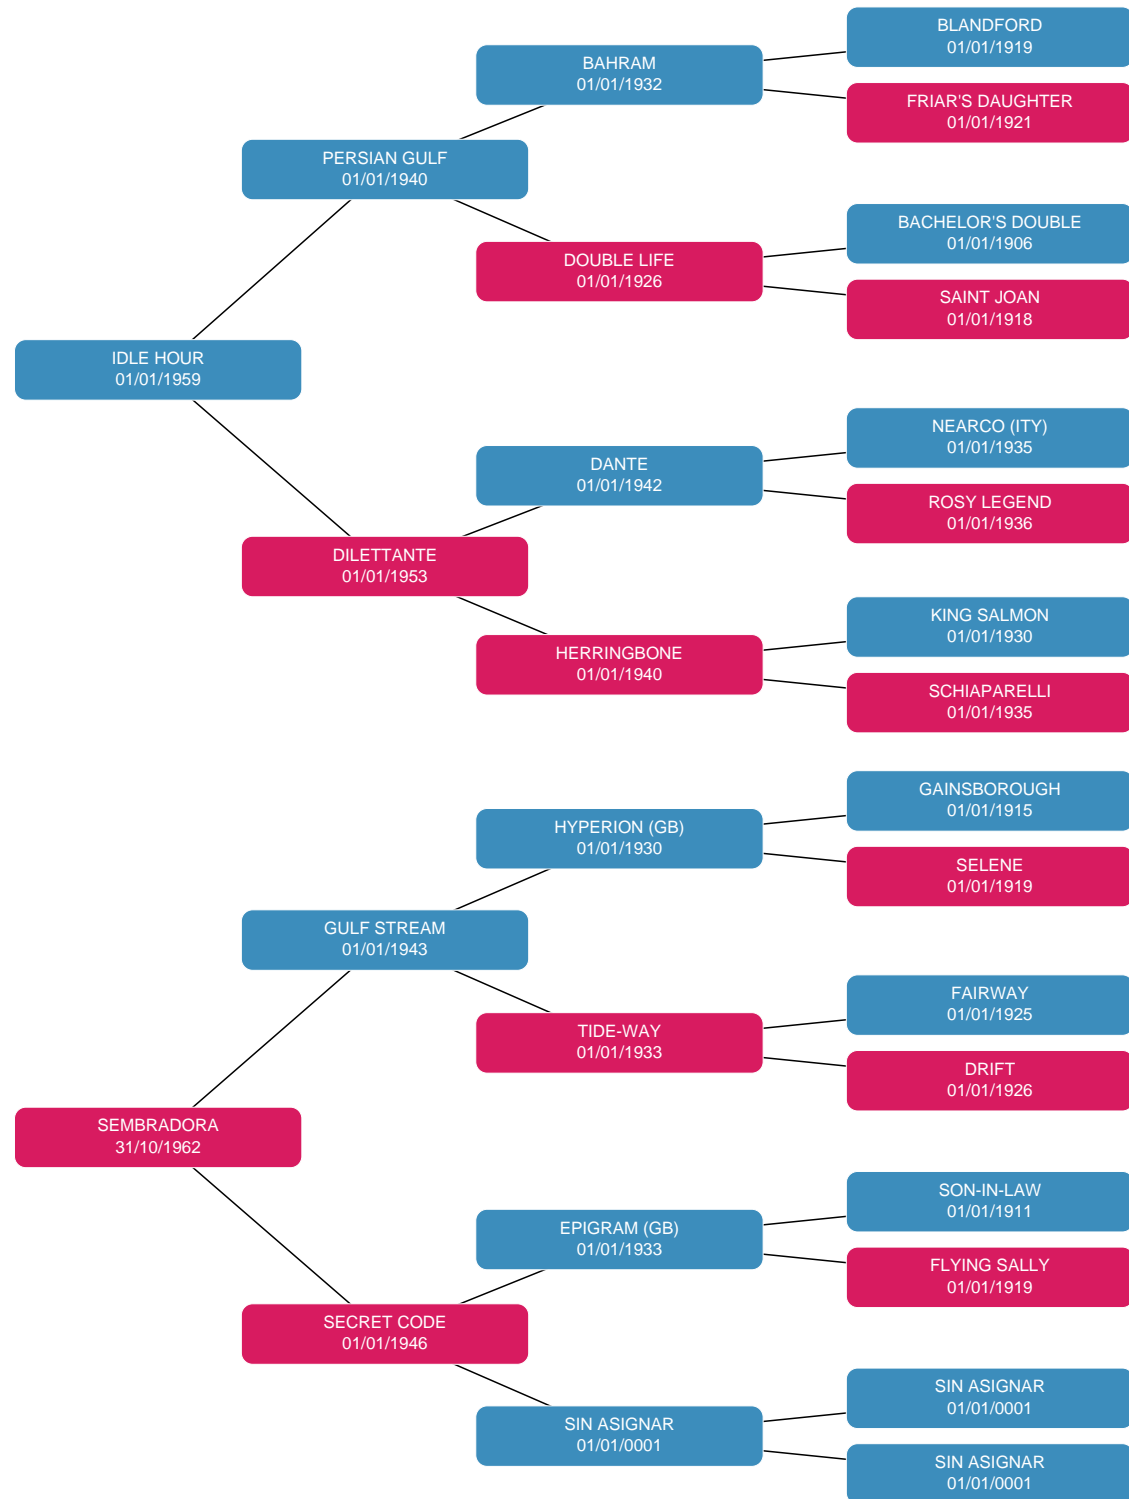 BLANDFORD
01/01/1919
BAHRAM
01/01/1932
FRIAR'S DAUGHTER
01/01/1921
PERSIAN GULF
01/01/1940
BACHELOR'S DOUBLE
01/01/1906
DOUBLE LIFE
01/01/1926
SAINT JOAN
01/01/1918
IDLE HOUR
01/01/1959
NEARCO (ITY)
01/01/1935
DANTE
01/01/1942
ROSY LEGEND
01/01/1936
DILETTANTE
01/01/1953
KING SALMON
01/01/1930
HERRINGBONE
01/01/1940
SCHIAPARELLI
01/01/1935
GAINSBOROUGH
01/01/1915
HYPERION (GB)
01/01/1930
SELENE
01/01/1919
GULF STREAM
01/01/1943
FAIRWAY
01/01/1925
TIDE-WAY
01/01/1933
DRIFT
01/01/1926
SEMBRADORA
31/10/1962
SON-IN-LAW
01/01/1911
EPIGRAM (GB)
01/01/1933
FLYING SALLY
01/01/1919
SECRET CODE
01/01/1946
SIN ASIGNAR
01/01/0001
SIN ASIGNAR
01/01/0001
SIN ASIGNAR
01/01/0001